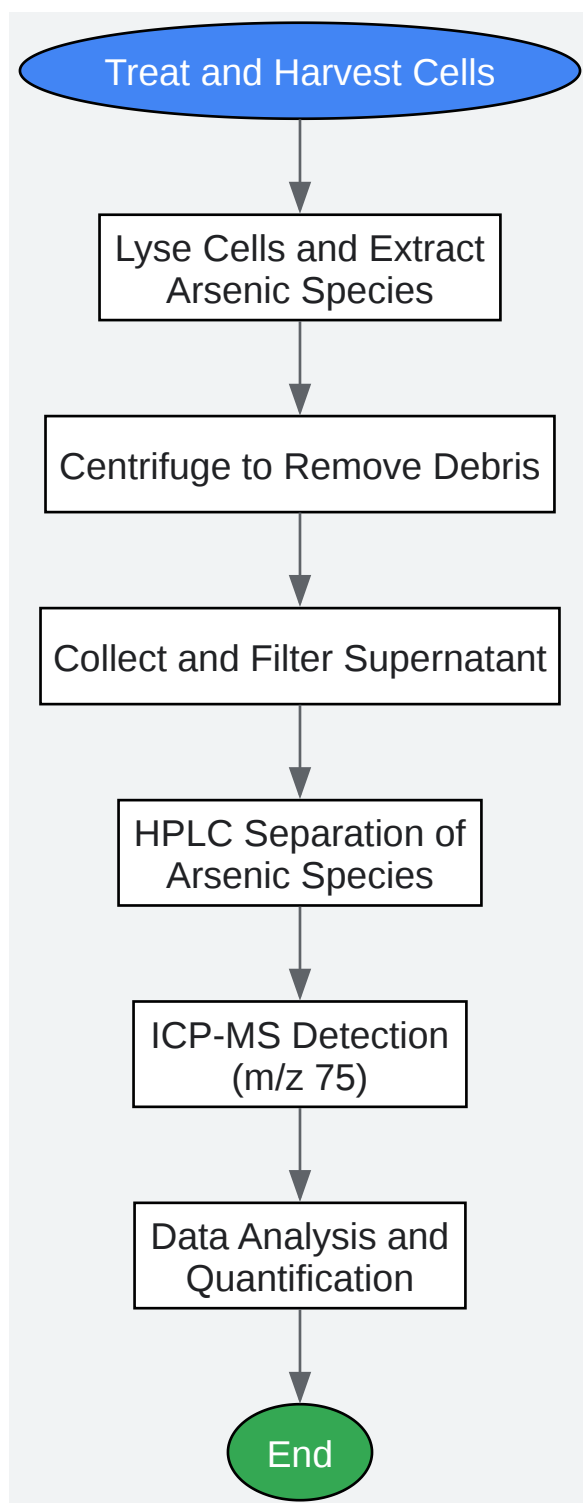 Treat and Harvest Cells
Lyse Cells and Extract
Arsenic Species
Centrifuge to Remove Debris
Collect and Filter Supernatant
HPLC Separation of
Arsenic Species
ICP-MS Detection
(m/z 75)
Data Analysis and
Quantification
End